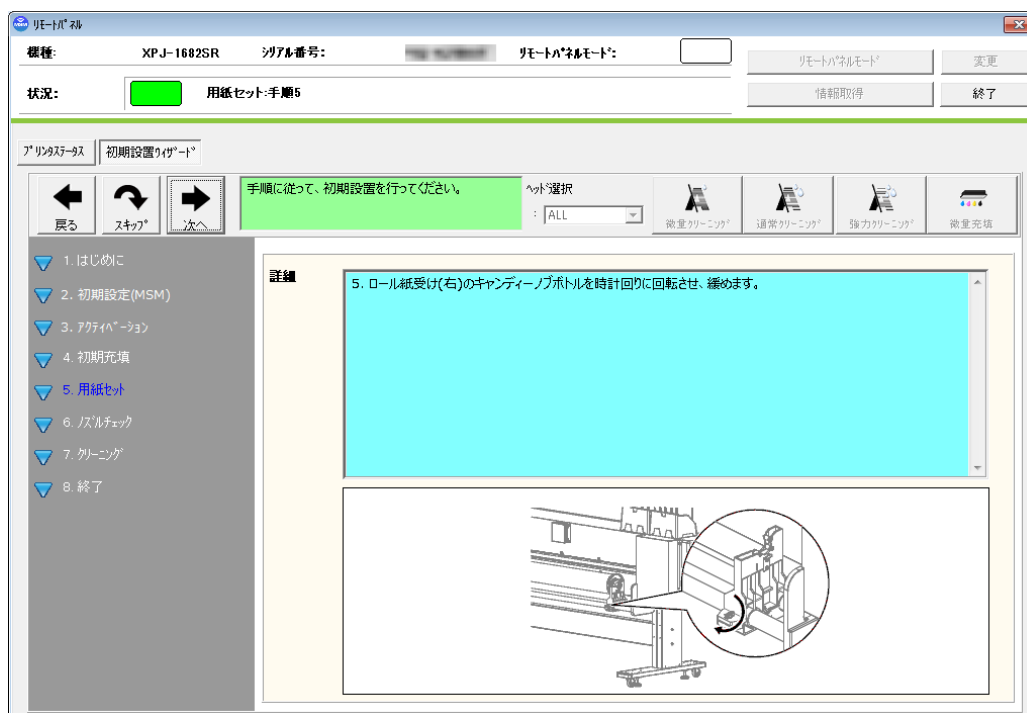 リモートパネル
機種: XPJ-1682SR シリアル番号: リモートパネルモード:
リモートパネルモード 変更
状況: 用紙セット:手順5
情報取得 終了
プリンタステータス 初期設置ウィザード
戻る スキップ 次へ
手順に従って、初期設置を行ってください。
ヘッド選択
: ALL
微量クリーニング 通常クリーニング 強力クリーニング 微量充填
1. はじめに
2. 初期設定(MSM)
3. アクティベーション
4. 初期充填
5. 用紙セット
6. ノズルチェック
7. クリーニング
8. 終了
詳細
5. ロール紙受け(右)のキャンディーノブボトルを時計回りに回転させ、緩めます。